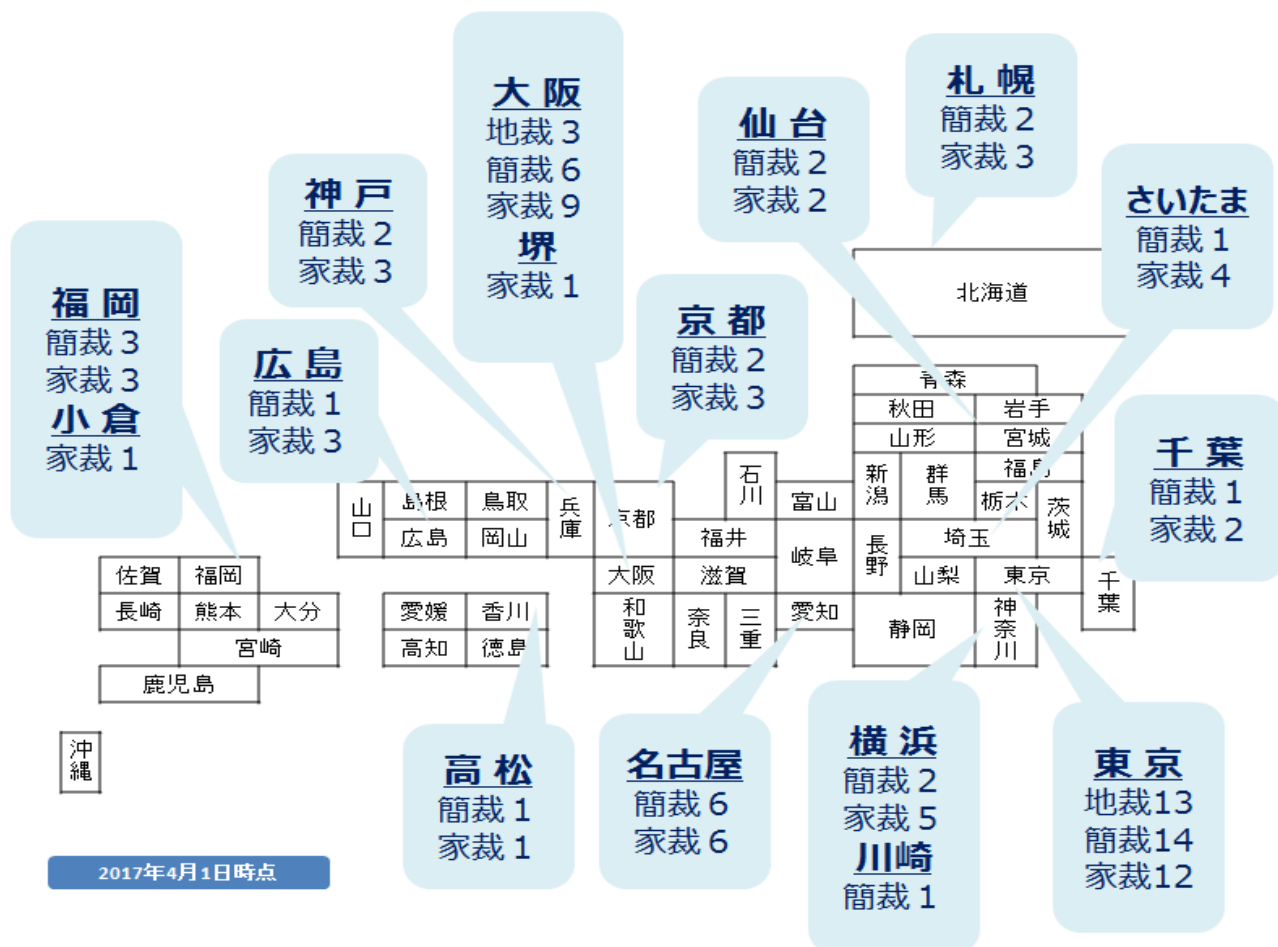 札 幌
簡裁２
家裁３
仙 台
簡裁２
家裁２
大 阪
地裁３
簡裁６
家裁９
堺
家裁１
神 戸
簡裁２
家裁３
さいたま
簡裁１
家裁４
福 岡
簡裁３
家裁３
小 倉
家裁１
広 島
簡裁１
家裁３
京 都
簡裁２
家裁３
千 葉
簡裁１
家裁２
北海道
青森
秋田
岩手
山形
宮城
新潟
群馬
福島
栃木
茨城
石川
富山
山口
島根
鳥取
兵庫
京都
広島
岡山
福井
岐阜
長野
埼玉
佐賀
福岡
大阪
滋賀
山梨
東京
千葉
長崎
熊本
大分
愛媛
香川
和歌山
奈良
三重
愛知
静岡
神奈川
宮崎
高知
徳島
鹿児島
沖縄
高 松
簡裁１
家裁１
名古屋
簡裁６
家裁６
横 浜
簡裁２
家裁５
川崎
簡裁１
東 京
地裁13
簡裁14
家裁12
2017年4月1日時点